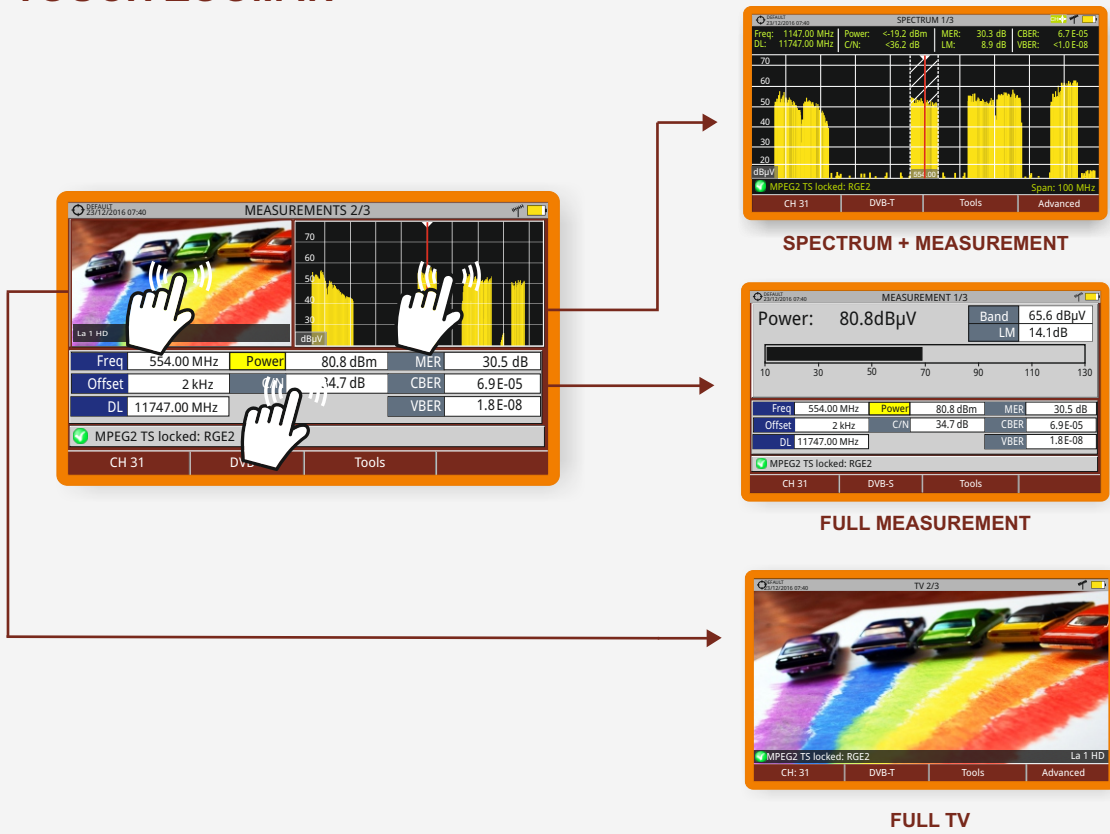 DEFAULT
23/12/2016 07:40
SPECTRUM 1/3
Freq: 1147.00 MHz Power: <-19.2 dBm MER: 30.3 dB CBER: 6.7 E-05
DL: 11747.00 MHz C/N: <36.2 dB LM: 8.9 dB VBER: <1.0 E-08
70
60
50
40
30
20
dBµV
554.00
MPEG2 TS locked: RGE2 Span: 100 MHz
CH 31 DVB-T Tools Advanced
SPECTRUM + MEASUREMENT
DEFAULT
23/12/2016 07:40
MEASUREMENTS 2/3
La 1 HD
70
60
50
40
30
dBµV
Freq 554.00 MHz Power 80.8 dBm MER 30.5 dB
Offset 2 kHz C/N 34.7 dB CBER 6.9E-05
DL 11747.00 MHz VBER 1.8E-08
MPEG2 TS locked: RGE2
CH 31 Tools
DEFAULT
23/12/2016 07:40
MEASUREMENT 1/3
Power: 80.8dBµV Band 65.6 dBµV
LM 14.1dB
10 30 50 70 90 110 130
Freq 554.00 MHz Power 80.8 dBm MER 30.5 dB
Offset 2 kHz C/N 34.7 dB CBER 6.9E-05
DL 11747.00 MHz VBER 1.8E-08
MPEG2 TS locked: RGE2
CH 31 DVB-S Tools
FULL MEASUREMENT
DEFAULT
23/12/2016 07:40
TV 2/3
MPEG2 TS locked: RGE2 La 1 HD
CH: 31 DVB-T Tools Advanced
FULL TV